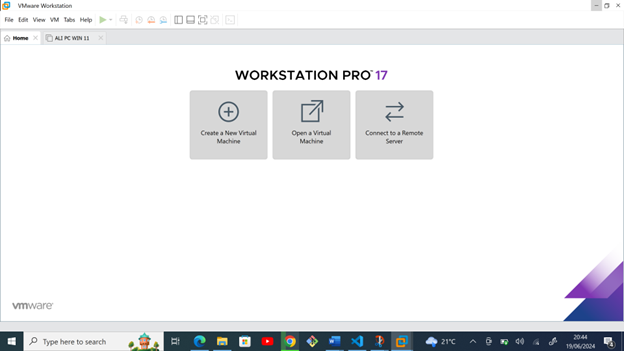 VMware Workstation
File Edit View VM Tabs Help
Home
ALI PC WIN 11
WORKSTATION PRO™ 17
Create a New Virtual
Machine
Open a Virtual
Machine
Connect to a Remote
Server
vmware®
Type here to search
21°C
20:44
19/06/2024